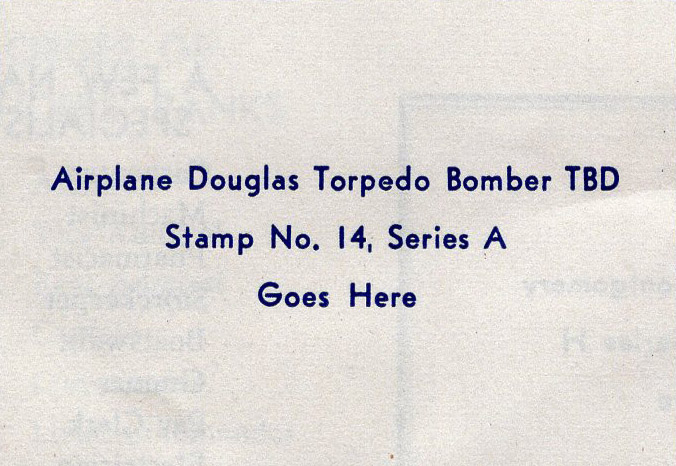 Airplane Douglas Torpedo Bomber TBD
Stamp No. 14, Series A
Goes Here